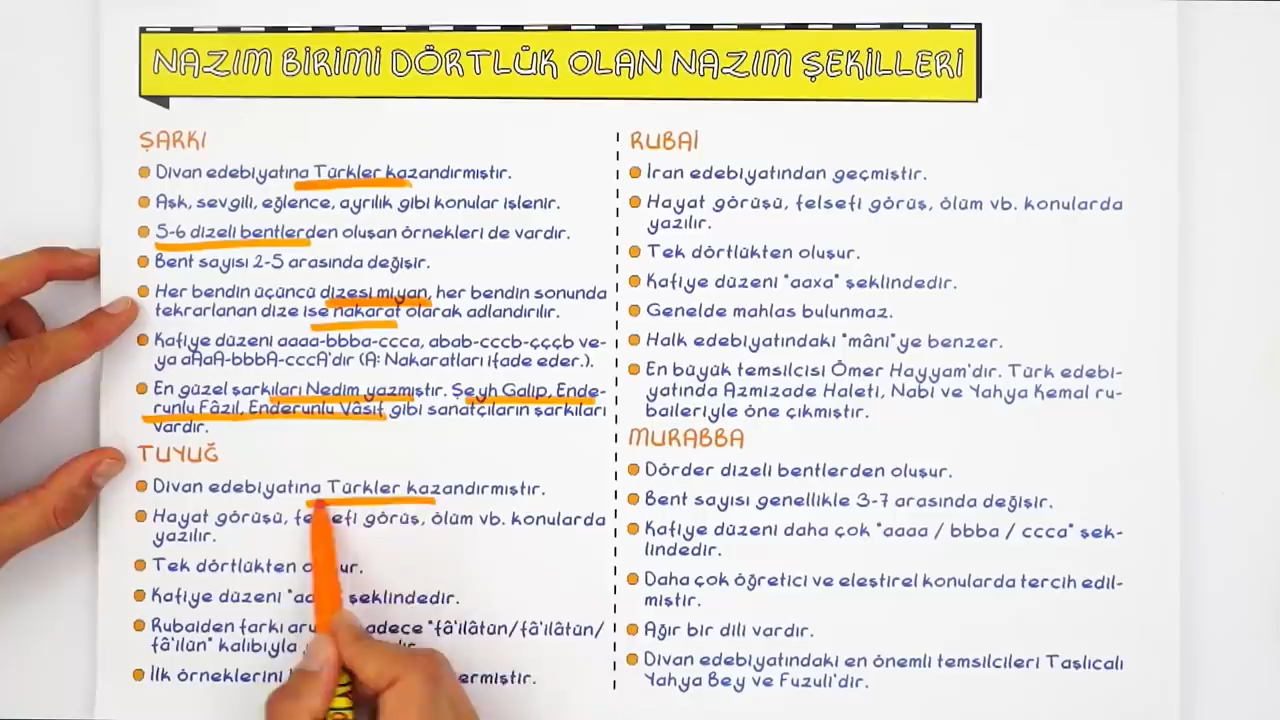 NAZIM BİRİMİ DÖRTLÜK OLAN NAZIM ŞEKİLLERİ
ŞARKI
Divan edebiyatına Türkler kazandırmıştır.
Aşk, sevgili, eğlence, ayrılık gibi konular işlenir.
5-6 dizeli bentlerden oluşan örnekleri de vardır.
Bent sayısı 2-5 arasında değişir.
Her bendin üçüncü dizesi miyan, her bendin sonunda
tekrarlanan dize ise nakarat olarak adlandırılır.
Kafiye düzeni aaaa-bbba-ccca, abab-cccb-çççb ve-
ya aAaA-bbbA-cccA'dır (A: Nakaratları ifade eder.).
En güzel şarkıları Nedim yazmıştır. Şeyh Galip, Ende-
runlu Fâzıl, Enderunlu Vâsıf gibi sanatçıların şarkıları
vardır.
TUYUĞ
Divan edebiyatına Türkler kazandırmıştır.
Hayat görüşü, felsefi görüş, ölüm vb. konularda
yazılır.
Tek dörtlükten
Kafiye düzeni şeklindedir.
Rubaiden farkı sadece "fâ'ilâtün/fâ'ilâtün/
fâ'ilün" kalıbıyla
İlk örneklerini
RUBAİ
İran edebiyatından geçmiştir.
Hayat görüşü, felsefi görüş, ölüm vb. konularda
yazılır.
Tek dörtlükten oluşur.
Kafiye düzeni "aaxa" şeklindedir.
Genelde mahlas bulunmaz.
Halk edebiyatındaki "mâni"ye benzer.
En büyük temsilcisi Ömer Hayyam'dır. Türk edebi-
yatında Azmizade Haleti, Nabi ve Yahya Kemal ru-
baileriyle öne çıkmıştır.
MURABBA
Dörder dizeli bentlerden oluşur.
Bent sayısı genellikle 3-7 arasında değişir.
Kafiye düzeni daha çok "aaaa / bbba / ccca" şek-
lindedir.
Daha çok öğretici ve eleştirel konularda tercih edil-
miştir.
Ağır bir dili vardır.
Divan edebiyatındaki en önemli temsilcileri Taşlıcalı
Yahya Bey ve Fuzuli'dir.